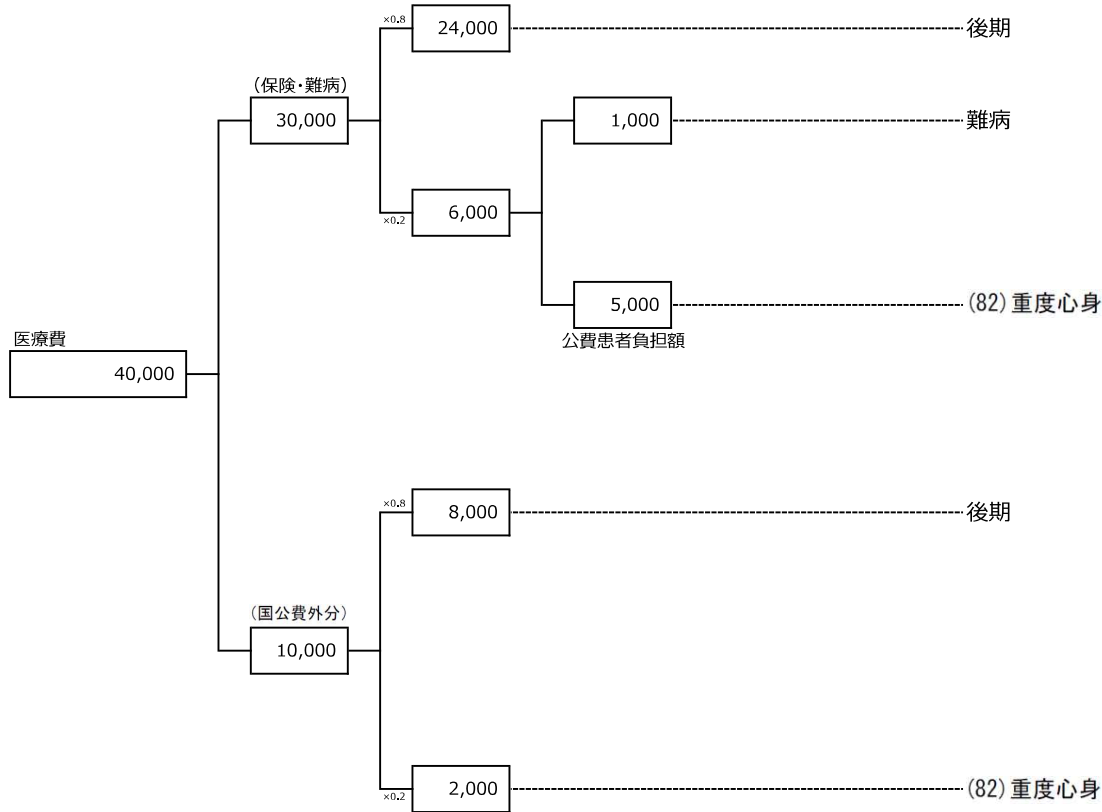 ×0.8
24,000
後期
(保険・難病)
30,000
1,000
難病
×0.2
6,000
5,000
(82)重度心身
公費患者負担額
医療費
40,000
×0.8
8,000
後期
(国公費外分)
10,000
×0.2
2,000
(82)重度心身